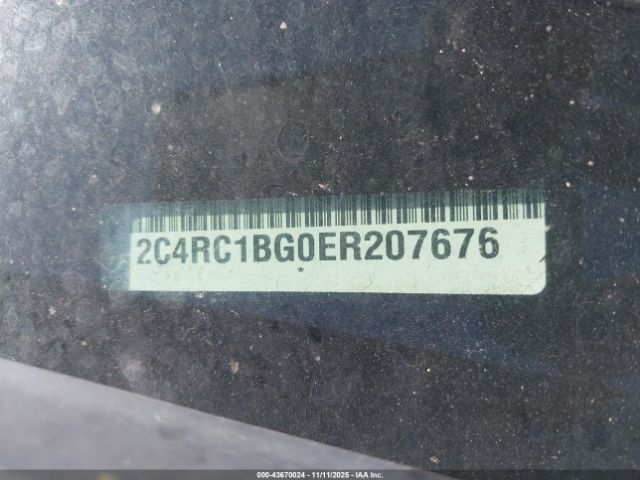 2C4RC1BG0ER207676
*
000-43670024 - 11/11/2025 - © IAA Inc.